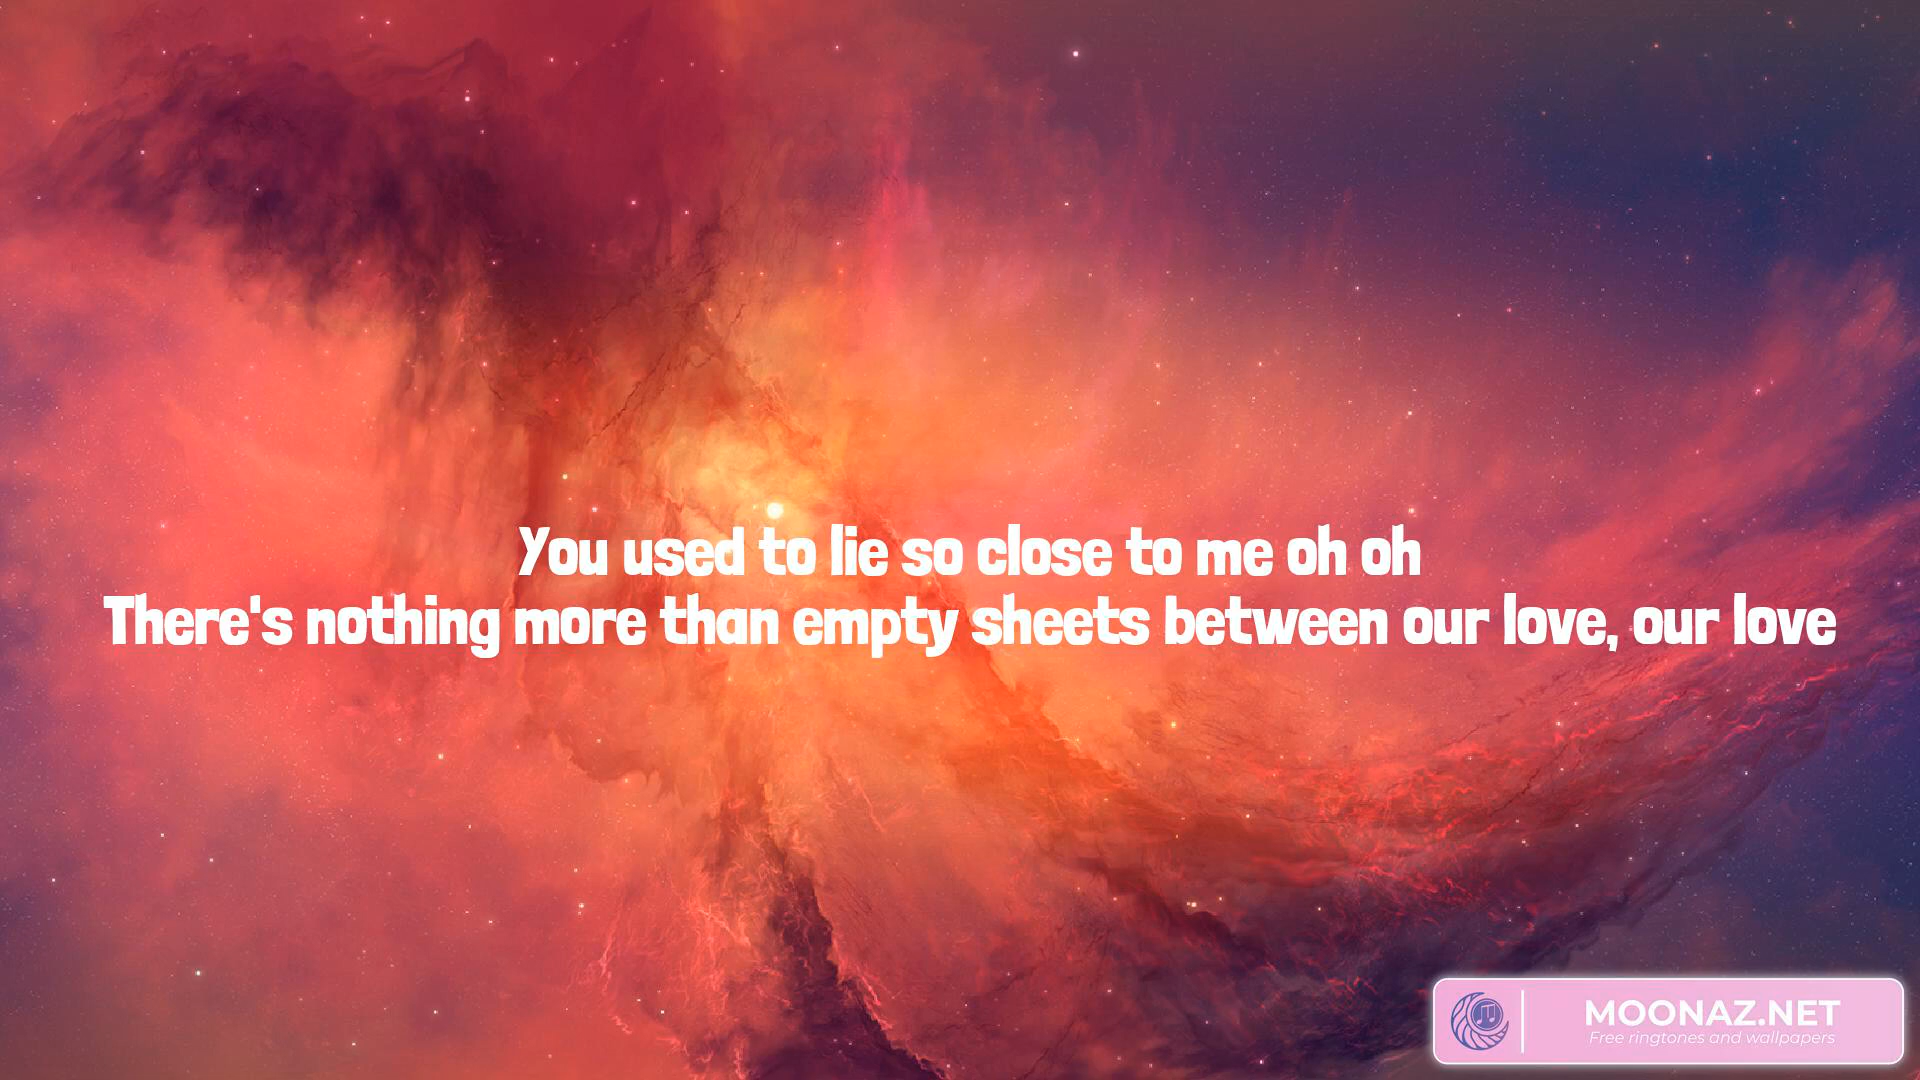 You used to lie so close to me oh oh
There's nothing more than empty sheets between our love, our love
MOONAZ.NET
Free ringtones and wallpapers